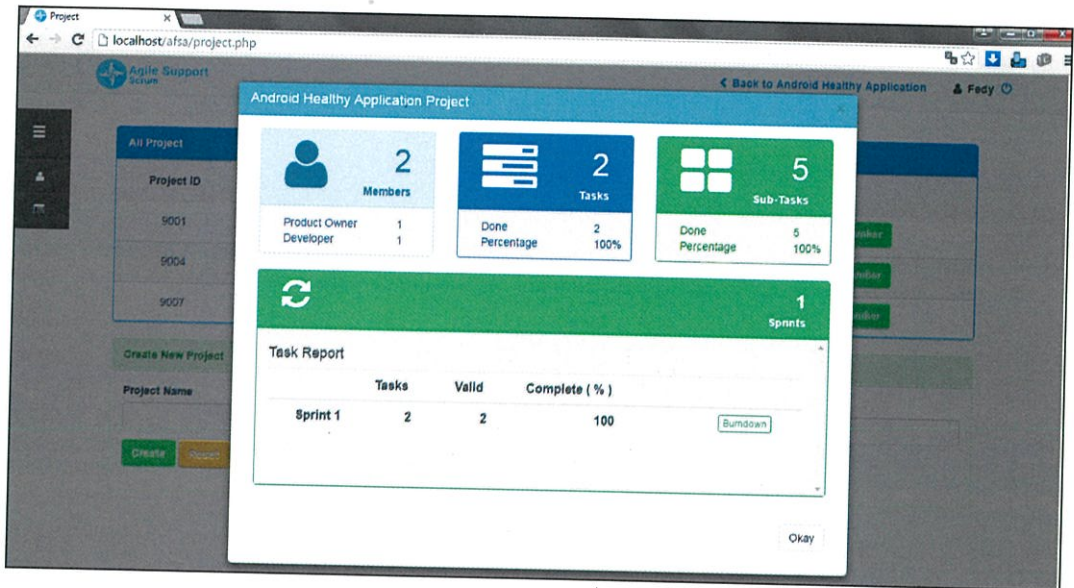 Project
localhost/afsa/project.php
Agile Support
Scrum
Back to Android Healthy Application Fedy
Android Healthy Application Project
All Project
Project ID
9001
9004
9007
2
Members
Product Owner 1
Developer 1
2
Tasks
Done 2
Percentage 100%
5
Sub-Tasks
Done 5
Percentage 100%
1
Sprints
Task Report
Tasks Valid Complete ( % )
Sprint 1 2 2 100 Burndown
Create New Project
Project Name
Create Reset
Okay